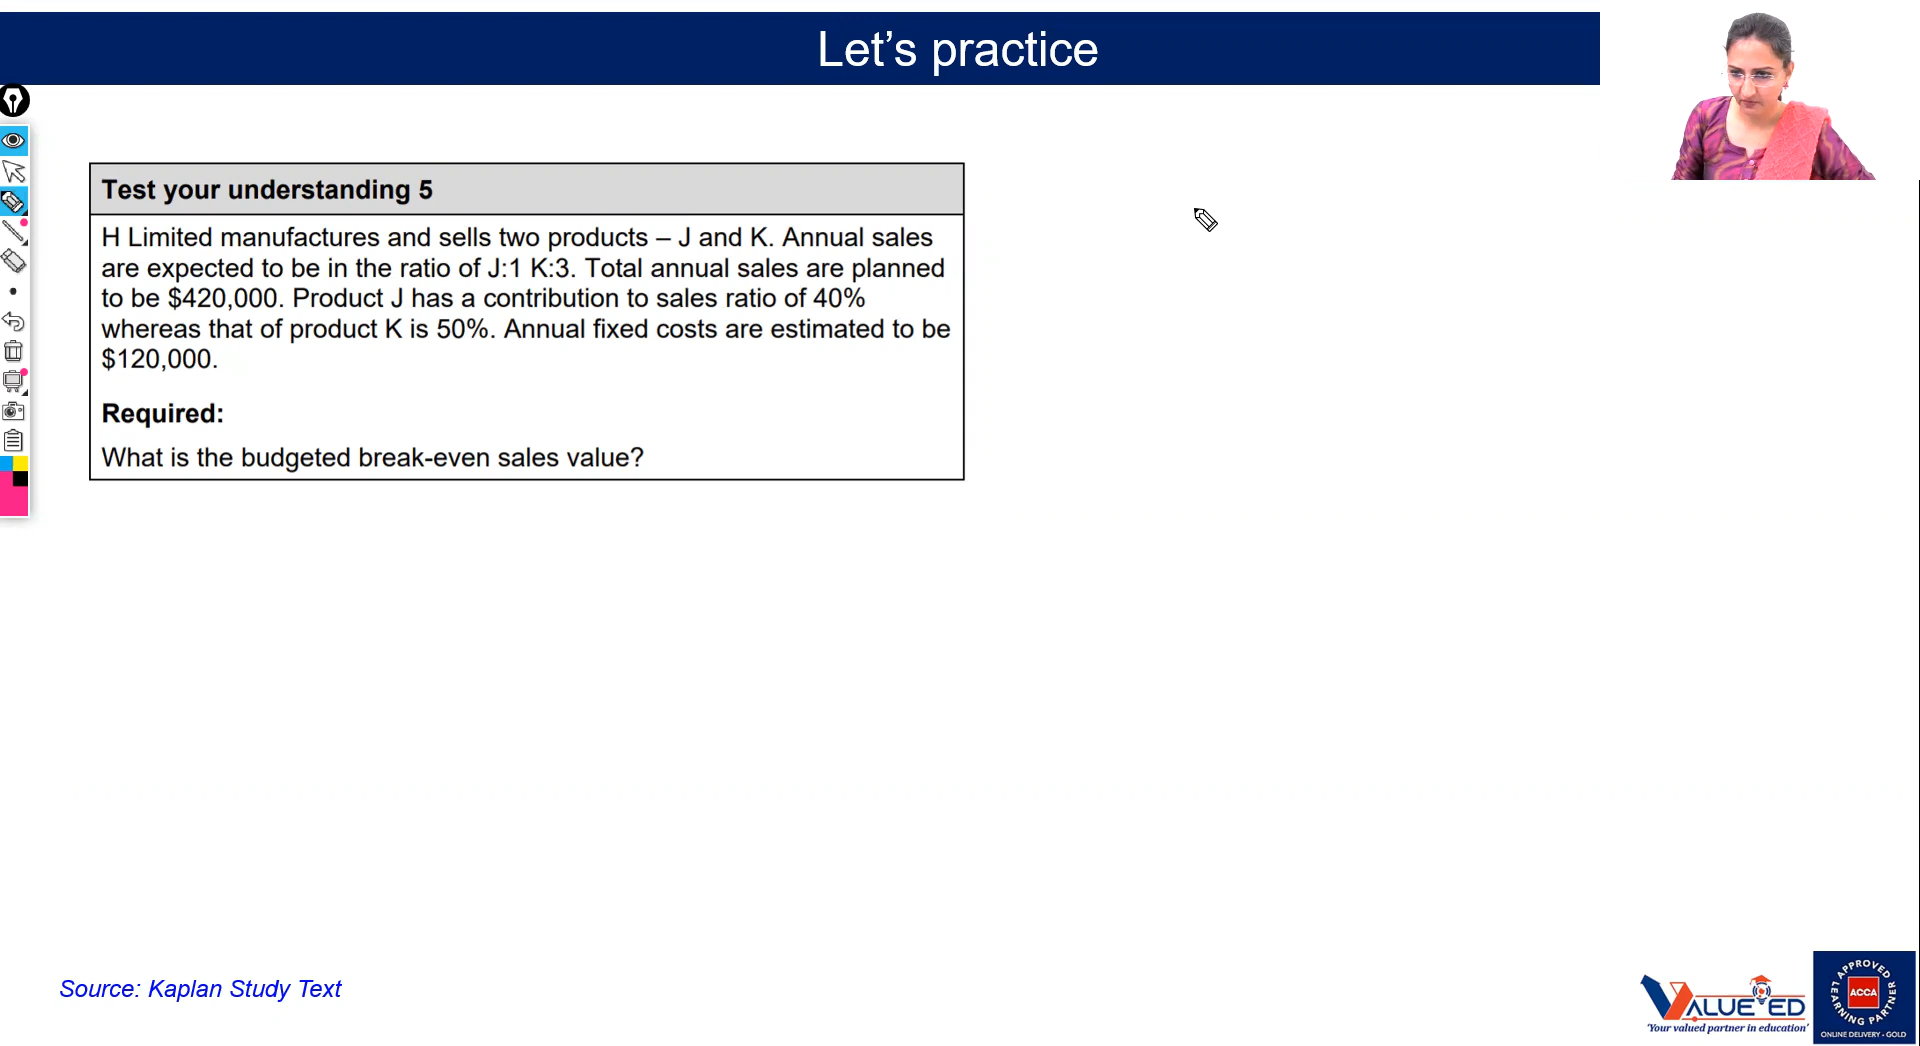 Let’s practice
Test your understanding 5
H Limited manufactures and sells two products – J and K. Annual sales
are expected to be in the ratio of J:1 K:3. Total annual sales are planned
to be $420,000. Product J has a contribution to sales ratio of 40%
whereas that of product K is 50%. Annual fixed costs are estimated to be
$120,000.
Required:
What is the budgeted break-even sales value?
Source: Kaplan Study Text
VALUE ED
'Your valued partner in education'
APPROVED
LEARNING PARTNER
ACCA
ONLINE DELIVERY - GOLD